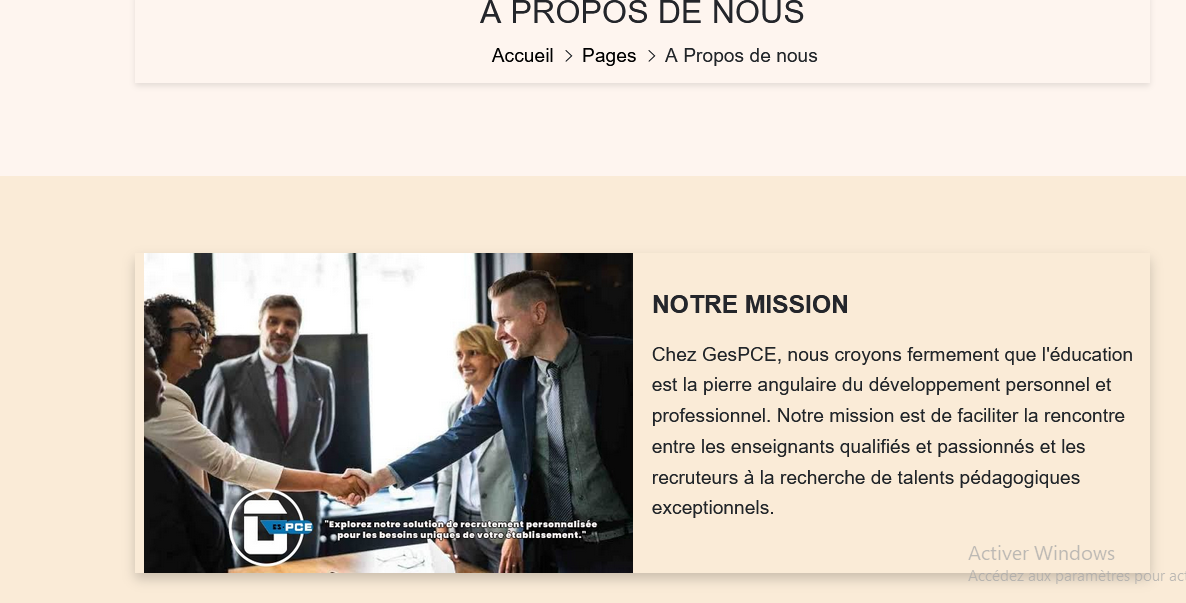 A PROPOS DE NOUS
Accueil > Pages > A Propos de nous
NOTRE MISSION
Chez GesPCE, nous croyons fermement que l'éducation
est la pierre angulaire du développement personnel et
professionnel. Notre mission est de faciliter la rencontre
entre les enseignants qualifiés et passionnés et les
recruteurs à la recherche de talents pédagogiques
exceptionnels.
G ES-PCE
"Explorez notre solution de recrutement personnalisée
pour les besoins uniques de votre établissement."
Activer Windows
Accédez aux paramètres pour act